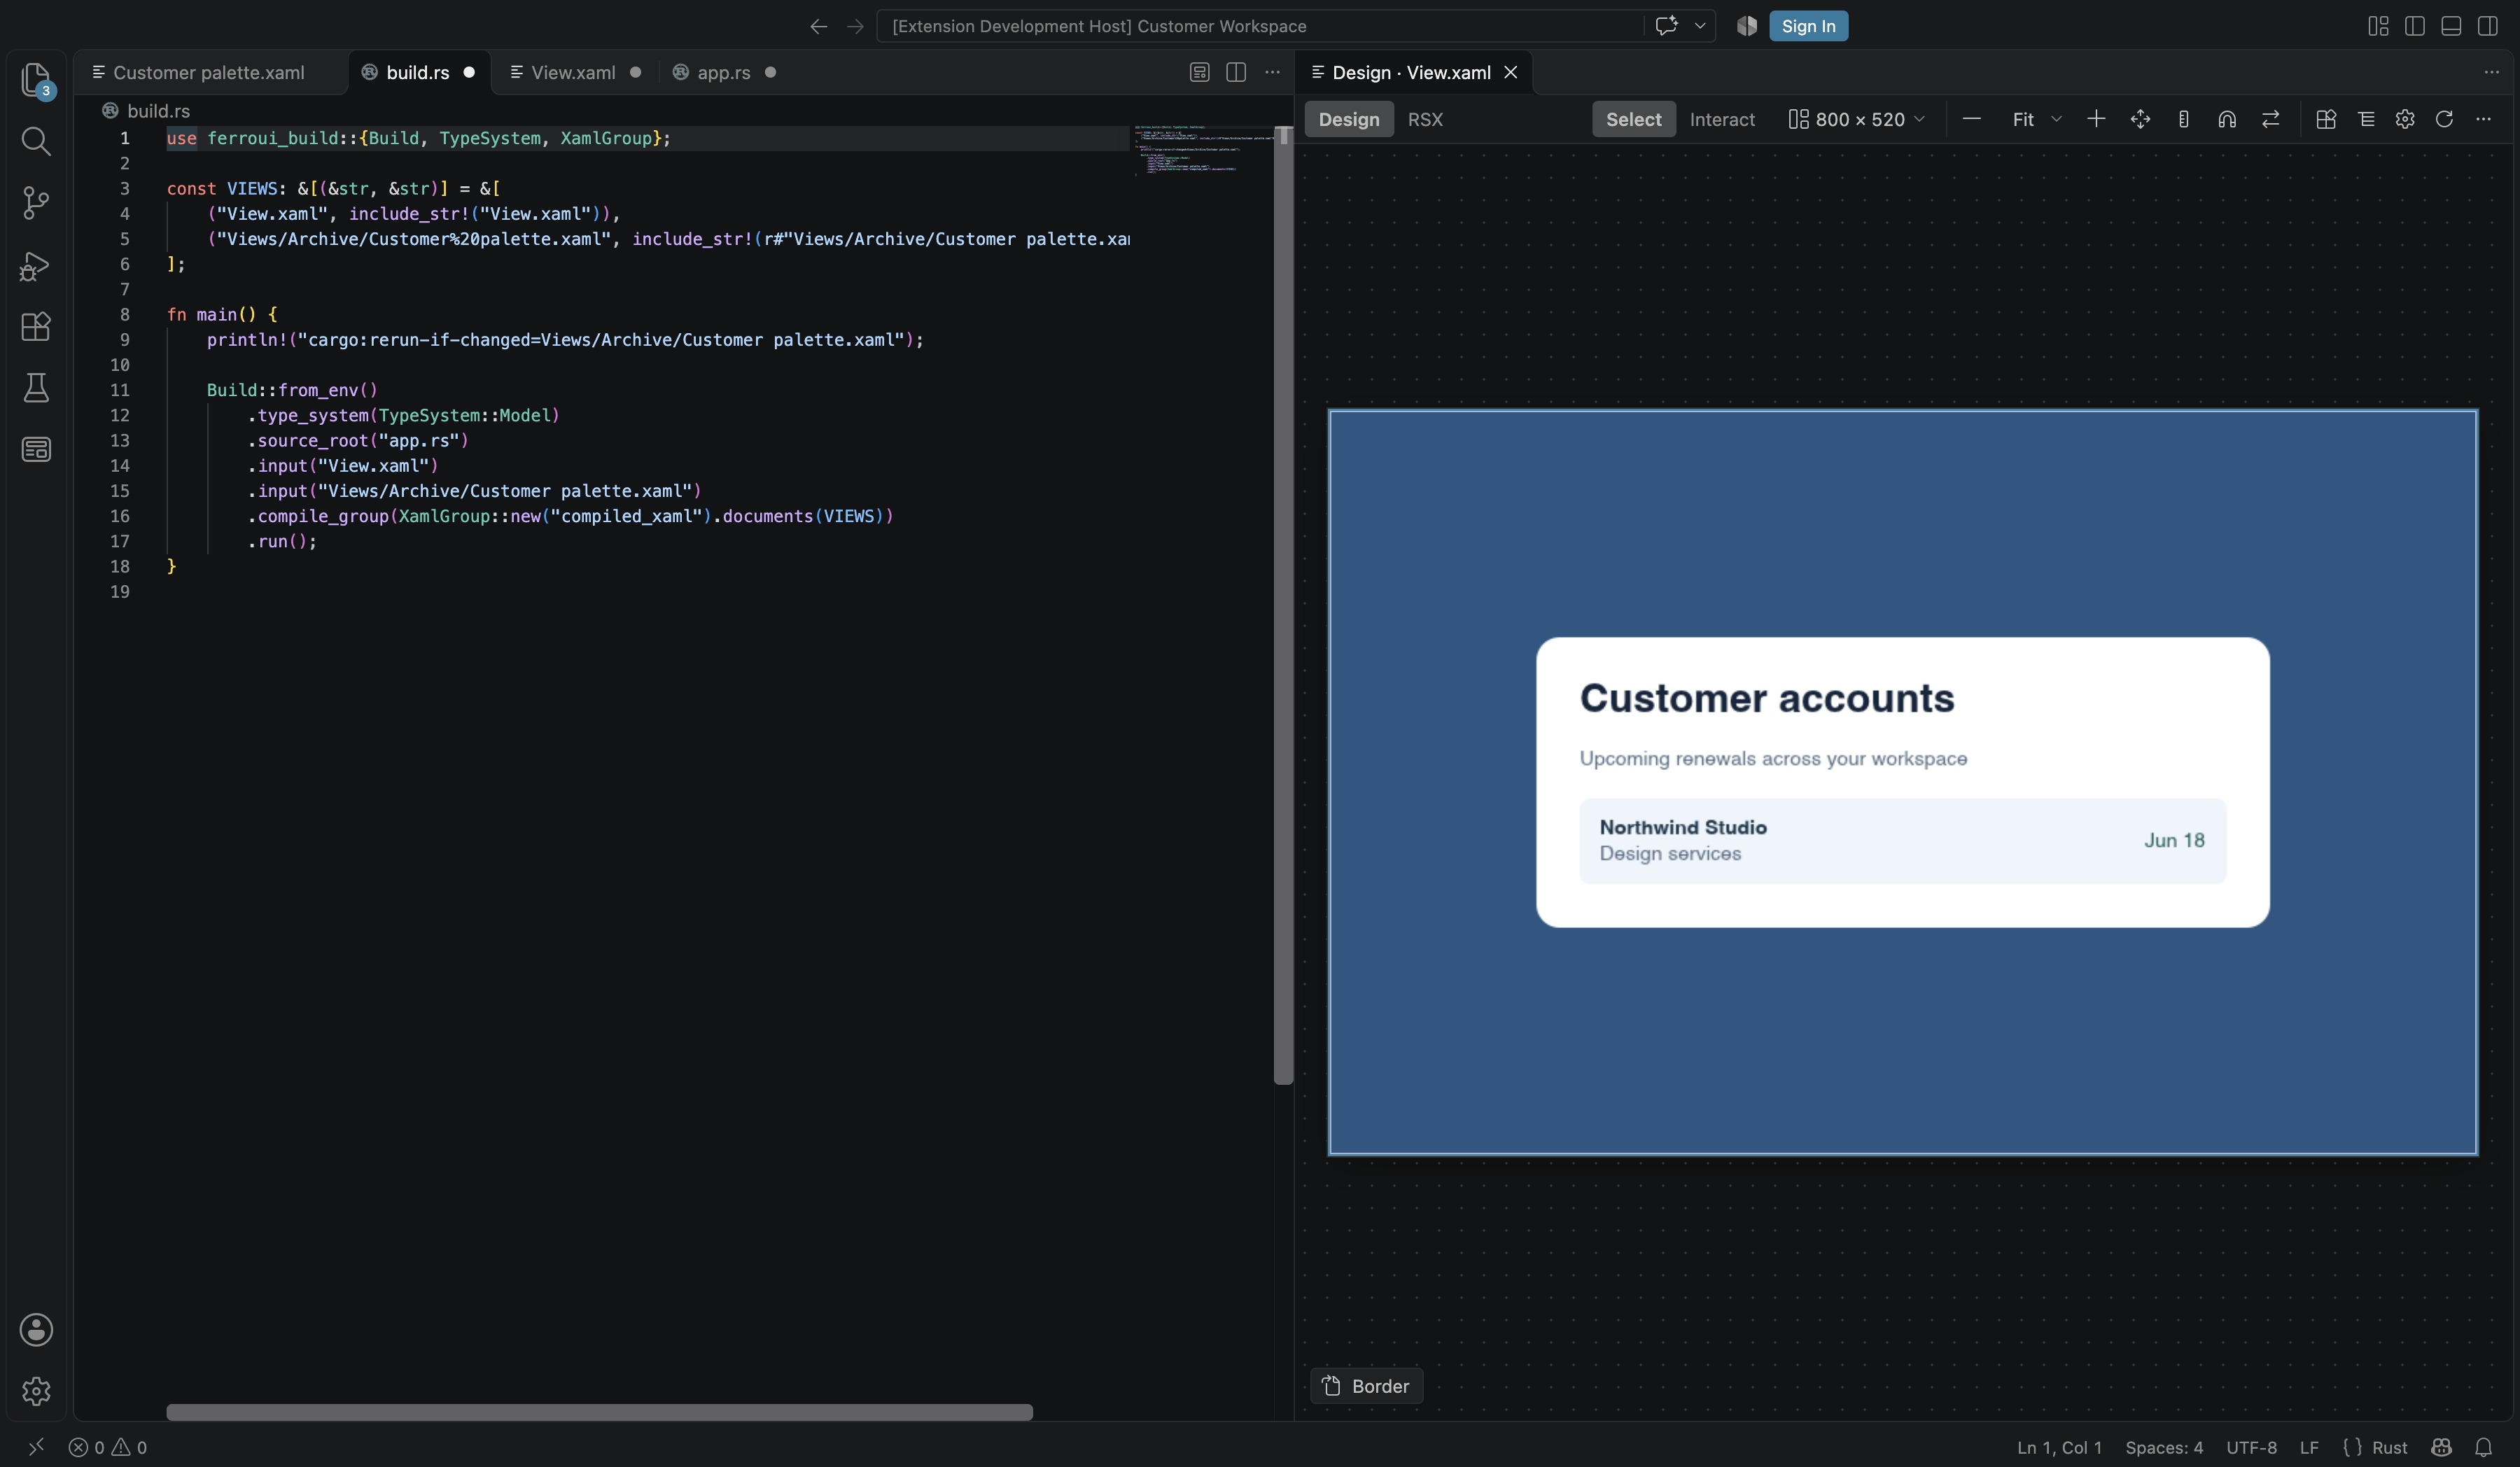 [Extension Development Host] Customer Workspace
Sign In
3
Customer palette.xaml
build.rs
View.xaml
app.rs
build.rs
1 use ferroui_build::{Build, TypeSystem, XamlGroup};
2
3 const VIEWS: &[(&str, &str)] = &[
4 ("View.xaml", include_str!("View.xaml")),
5 ("Views/Archive/Customer%20palette.xaml", include_str!(r#"Views/Archive/Customer palette.xa
6 ];
7
8 fn main() {
9 println!("cargo:rerun-if-changed=Views/Archive/Customer palette.xaml");
10
11 Build::from_env()
12 .type_system(TypeSystem::Model)
13 .source_root("app.rs")
14 .input("View.xaml")
15 .input("Views/Archive/Customer palette.xaml")
16 .compile_group(XamlGroup::new("compiled_xaml").documents(VIEWS))
17 .run();
18 }
19
Design · View.xaml
Design RSX Select Interact 800 × 520 Fit
Customer accounts
Upcoming renewals across your workspace
Northwind Studio
Design services
Jun 18
Border
0 0
Ln 1, Col 1 Spaces: 4 UTF-8 LF { } Rust